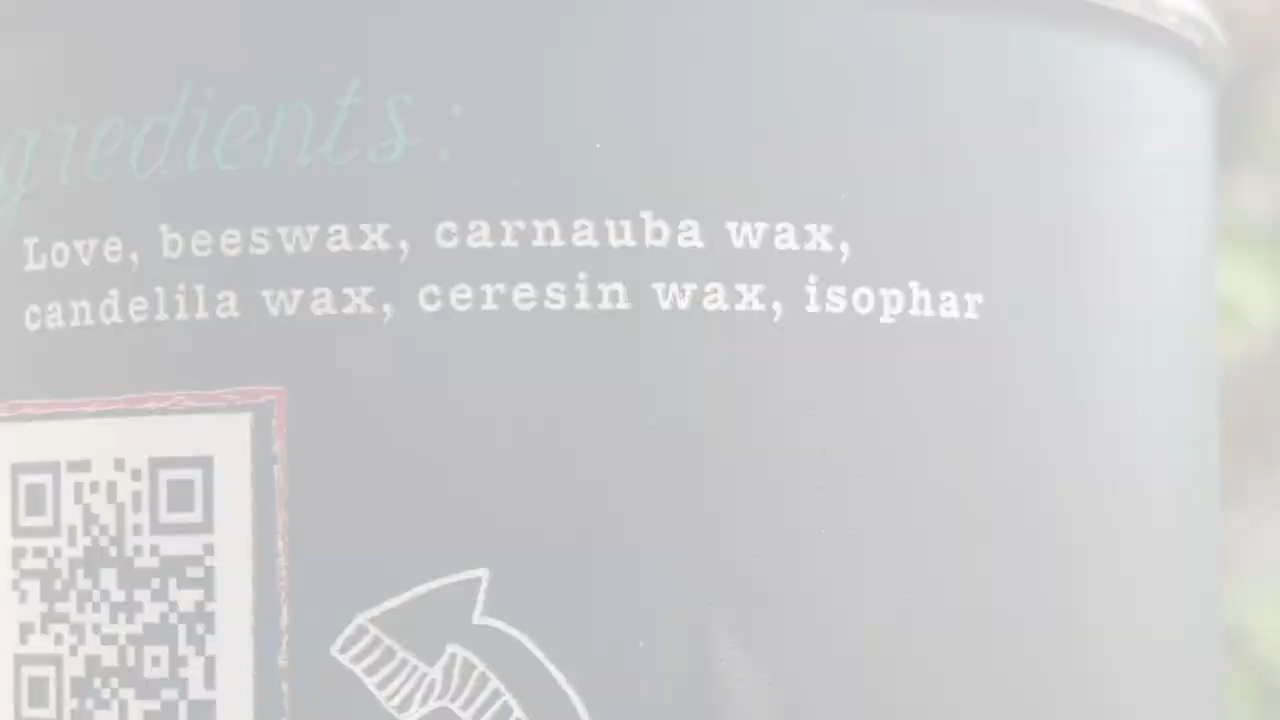 gredients:
Love, beeswax, carnauba wax,
candelila wax, ceresin wax, isophar